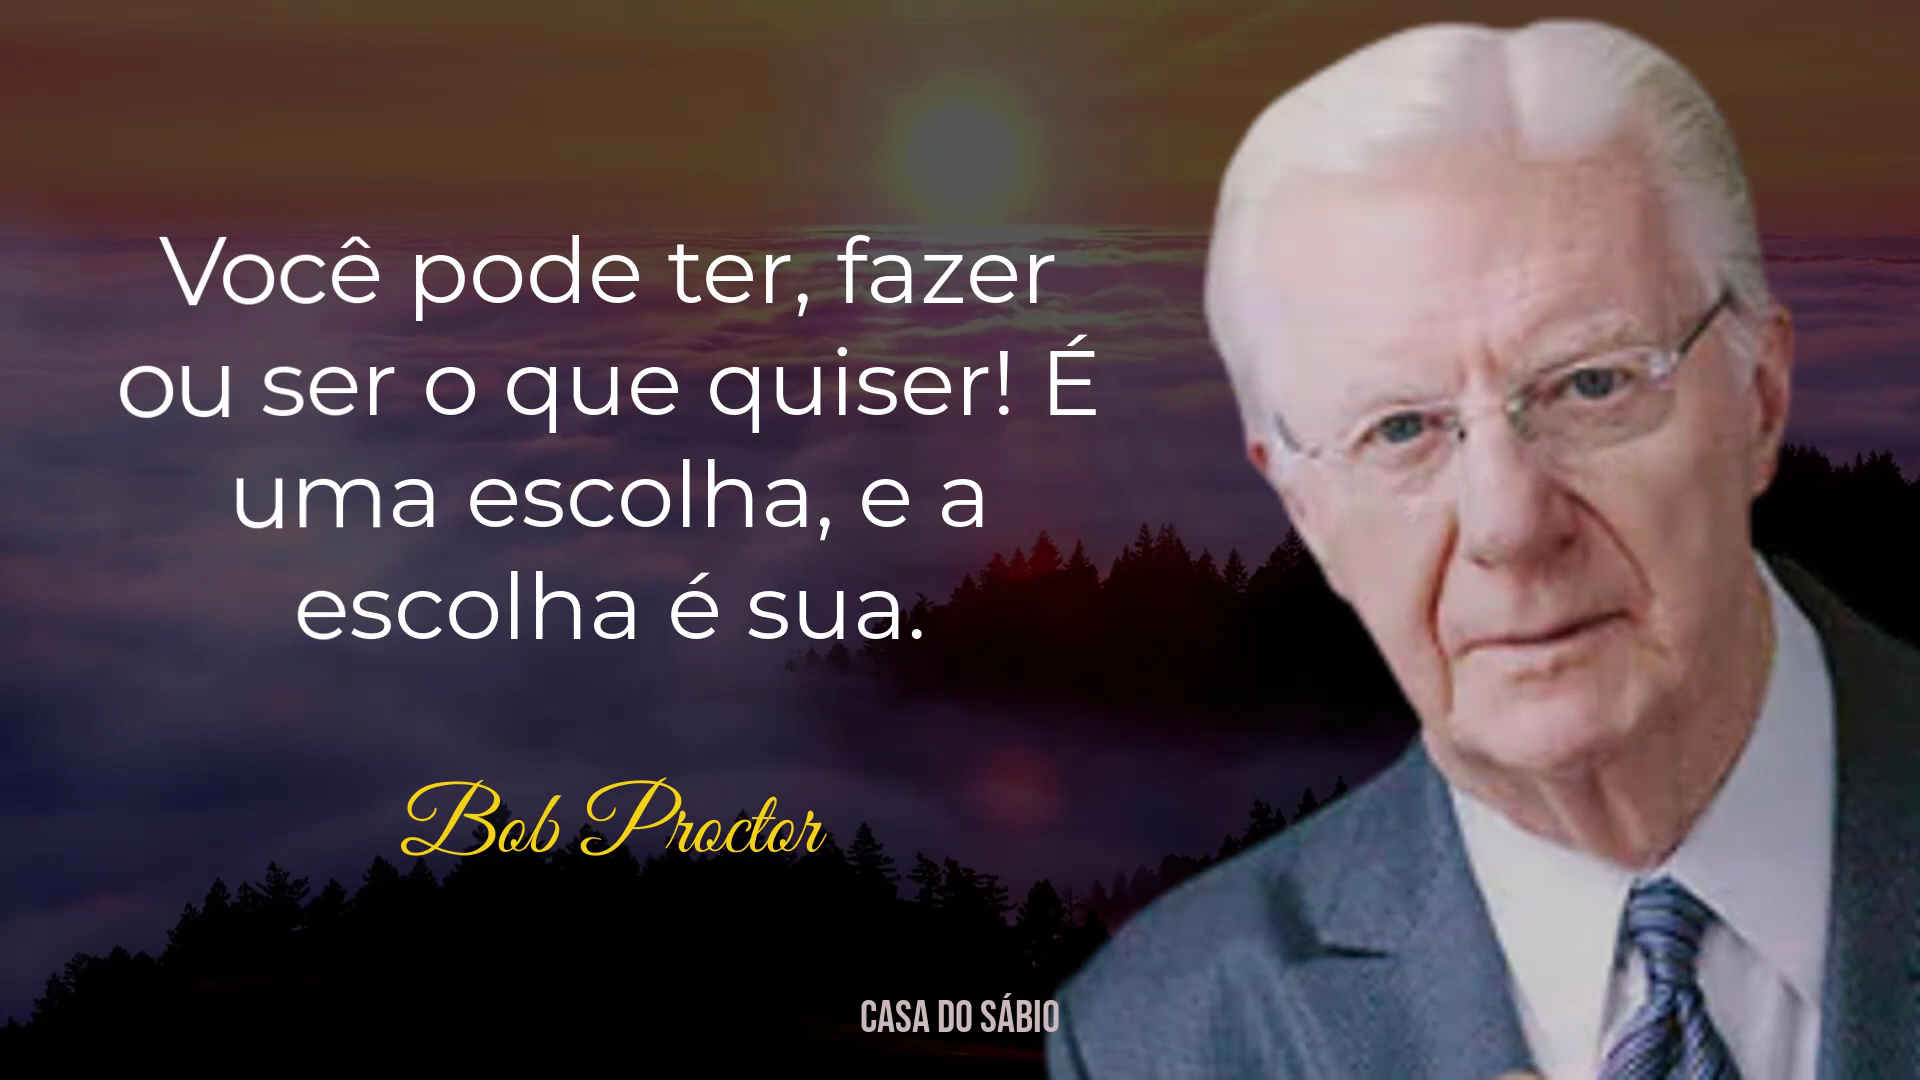 Você pode ter, fazer
ou ser o que quiser! É
uma escolha, e a
escolha é sua.
Bob Proctor
CASA DO SÁBIO